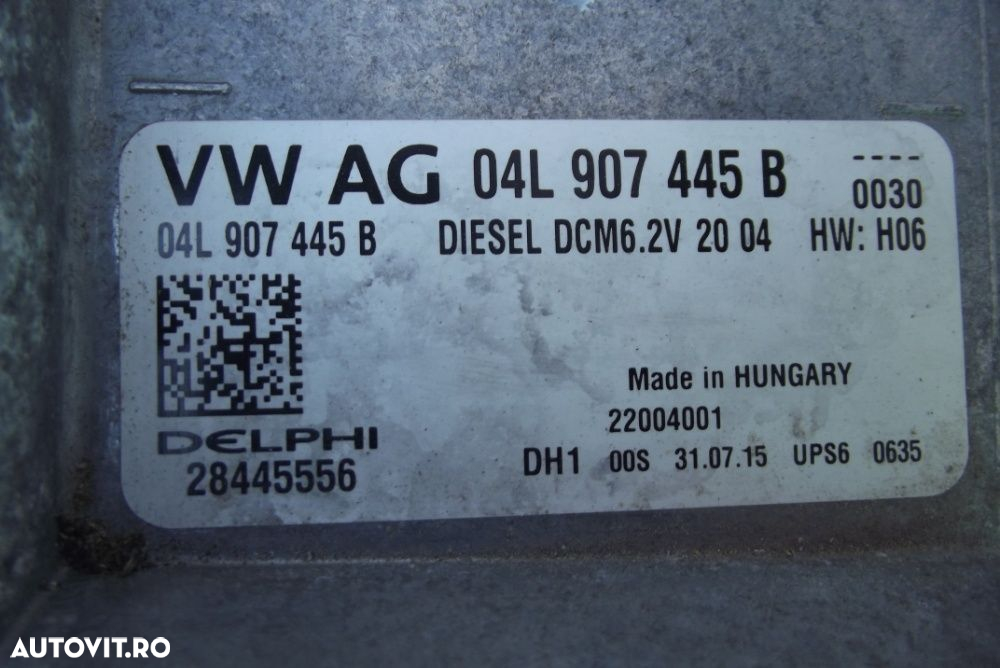 VW AG 04L 907 445 B ----
0030
04L 907 445 B DIESEL DCM6.2V 20 04 HW: H06
Made in HUNGARY
22004001
DELPHI
28445556
DH1 00S 31.07.15 UPS6 0635
AUTOVIT.RO